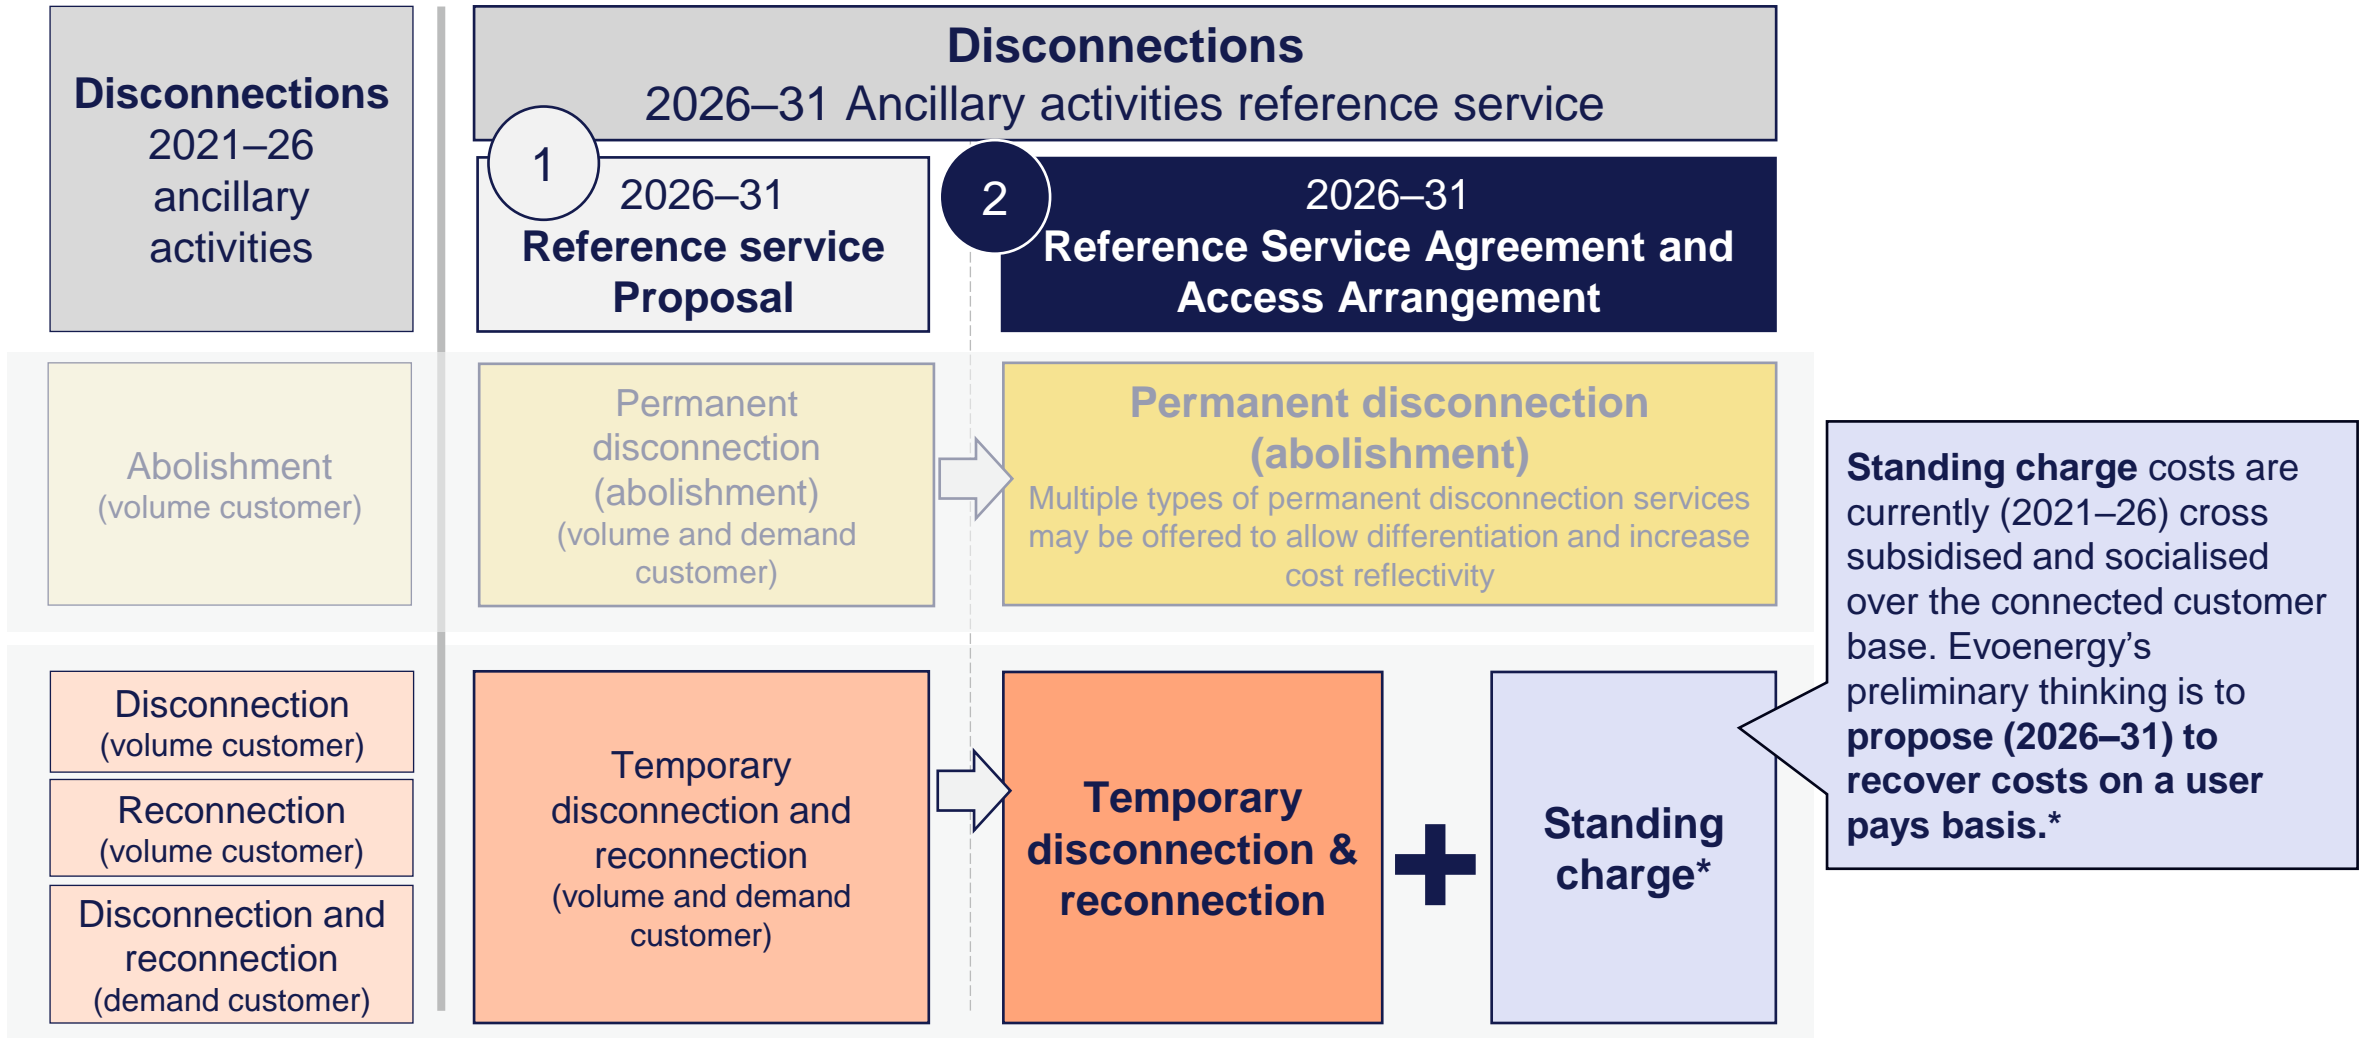 Disconnections
2021–26
ancillary
activities
Disconnections
2026–31 Ancillary activities reference service
1
2026–31
Reference service
Proposal
2
2026–31
Reference Service Agreement and
Access Arrangement
Abolishment
(volume customer)
Permanent
disconnection
(abolishment)
(volume and demand
customer)
Permanent disconnection
(abolishment)
Multiple types of permanent disconnection services
may be offered to allow differentiation and increase
cost reflectivity
Disconnection
(volume customer)
Reconnection
(volume customer)
Disconnection and
reconnection
(demand customer)
Temporary
disconnection and
reconnection
(volume and demand
customer)
Temporary
disconnection &
reconnection
+
Standing
charge*
Standing charge costs are
currently (2021–26) cross
subsidised and socialised
over the connected customer
base. Evoenergy’s
preliminary thinking is to
propose (2026–31) to
recover costs on a user
pays basis.*